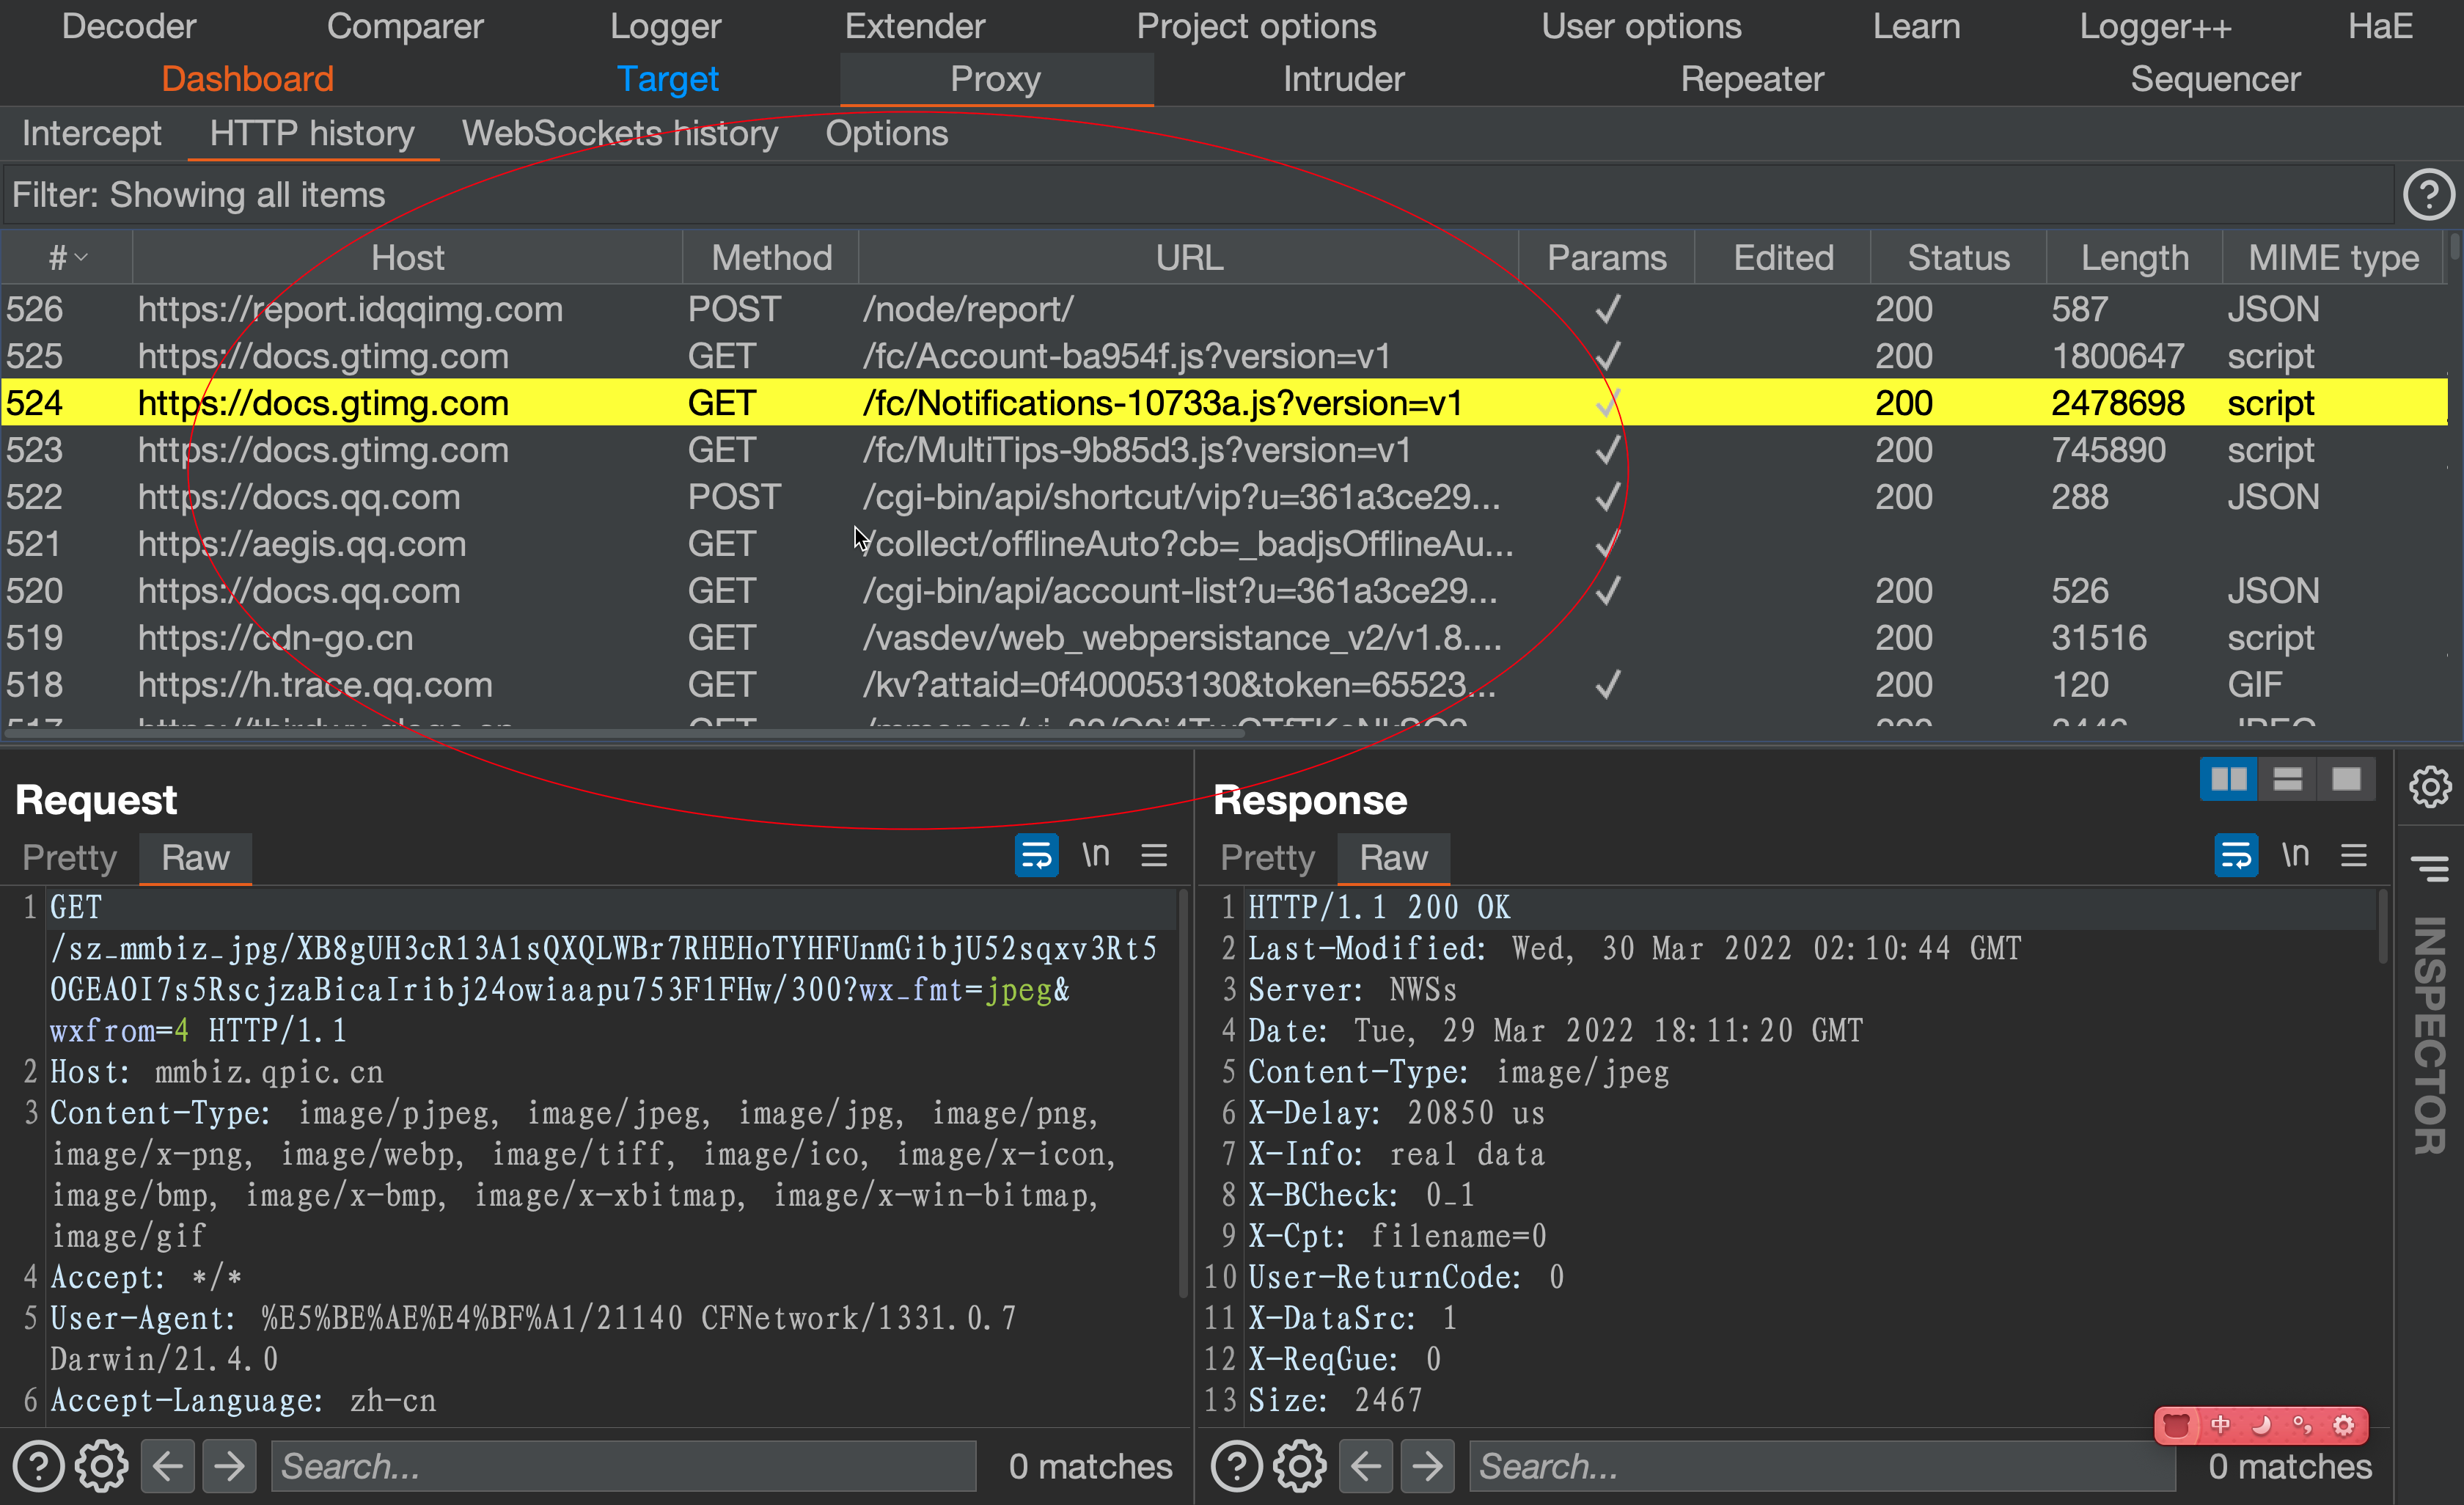 Decoder Comparer Logger Extender Project options User options Learn Logger++ HaE
Dashboard Target Proxy Intruder Repeater Sequencer
Intercept HTTP history WebSockets history Options
Filter: Showing all items
# Host Method URL Params Edited Status Length MIME type
526 https://report.idqqimg.com POST /node/report/ ✓ 200 587 JSON
525 https://docs.gtimg.com GET /fc/Account-ba954f.js?version=v1 ✓ 200 1800647 script
524 https://docs.gtimg.com GET /fc/Notifications-10733a.js?version=v1 ✓ 200 2478698 script
523 https://docs.gtimg.com GET /fc/MultiTips-9b85d3.js?version=v1 ✓ 200 745890 script
522 https://docs.qq.com POST /cgi-bin/api/shortcut/vip?u=361a3ce29... ✓ 200 288 JSON
521 https://aegis.qq.com GET /collect/offlineAuto?cb=_badjsOfflineAu... ✓
520 https://docs.qq.com GET /cgi-bin/api/account-list?u=361a3ce29... ✓ 200 526 JSON
519 https://cdn-go.cn GET /vasdev/web_webpersistance_v2/v1.8.... 200 31516 script
518 https://h.trace.qq.com GET /kv?attaid=0f400053130&token=65523... ✓ 200 120 GIF
Request
Pretty Raw \n
1 GET
/sz_mmbiz_jpg/XB8gUH3cR13A1sQXQLWBr7RHEHoTYHFUnmGibjU52sqxv3Rt5
OGEAOI7s5RscjzaBicaIribj24owiaapu753F1FHw/300?wx_fmt=jpeg&
wxfrom=4 HTTP/1.1
2 Host: mmbiz.qpic.cn
3 Content-Type: image/pjpeg, image/jpeg, image/jpg, image/png,
image/x-png, image/webp, image/tiff, image/ico, image/x-icon,
image/bmp, image/x-bmp, image/x-xbitmap, image/x-win-bitmap,
image/gif
4 Accept: */*
5 User-Agent: %E5%BE%AE%E4%BF%A1/21140 CFNetwork/1331.0.7
Darwin/21.4.0
6 Accept-Language: zh-cn
Search... 0 matches
Response
Pretty Raw \n
1 HTTP/1.1 200 OK
2 Last-Modified: Wed, 30 Mar 2022 02:10:44 GMT
3 Server: NWSs
4 Date: Tue, 29 Mar 2022 18:11:20 GMT
5 Content-Type: image/jpeg
6 X-Delay: 20850 us
7 X-Info: real data
8 X-BCheck: 0_1
9 X-Cpt: filename=0
10 User-ReturnCode: 0
11 X-DataSrc: 1
12 X-ReqGue: 0
13 Size: 2467
中
Search... 0 matches
INSPECTOR